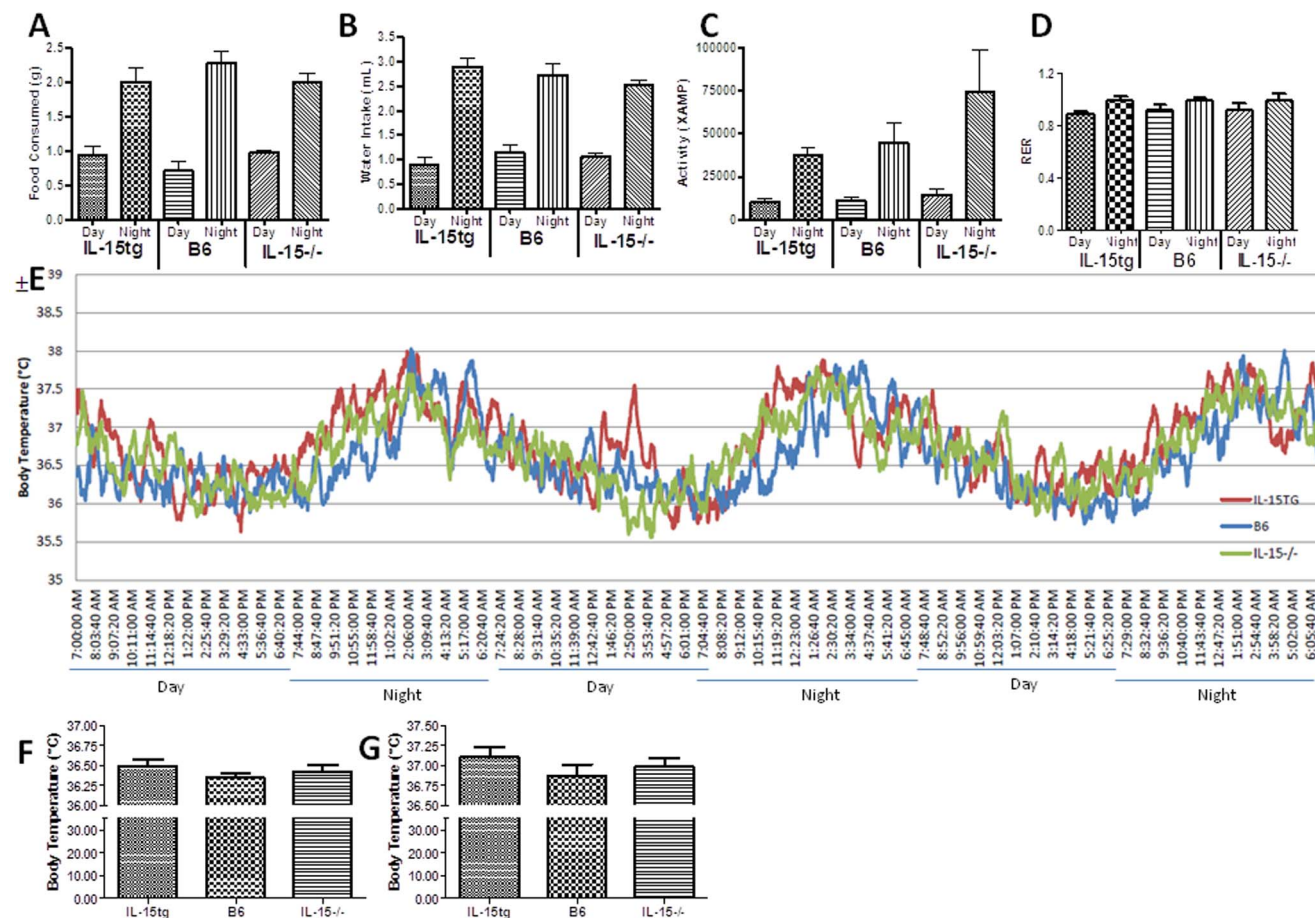 A
Food Consumed (g)
2.5
2.0
1.5
1.0
0.5
0.0
Day Night Day Night Day Night
IL-15tg B6 IL-15-/-
B
Water Intake (mL)
3.5
3.0
2.5
2.0
1.5
1.0
0.5
0.0
Day Night Day Night Day Night
IL-15tg B6 IL-15-/-
C
Activity (XAMP)
100000
75000
50000
25000
0
Day Night Day Night Day Night
IL-15tg B6 IL-15-/-
D
RER
1.2
0.8
0.4
0.0
Day Night Day Night Day Night
IL-15tg B6 IL-15-/-
±E
Body Temperature (°C)
39
38.5
38
37.5
37
36.5
36
35.5
35
IL-15TG
B6
IL-15-/-
7:00:00 AM
8:03:40 AM
9:07:20 AM
10:11:00 AM
11:14:40 AM
12:18:20 PM
1:22:00 PM
2:25:40 PM
3:29:20 PM
4:33:00 PM
5:36:40 PM
6:40:20 PM
7:44:00 PM
8:47:40 PM
9:51:20 PM
10:55:00 PM
11:58:40 PM
1:02:20 AM
2:06:00 AM
3:09:40 AM
4:13:20 AM
5:17:00 AM
6:20:40 AM
7:24:20 AM
8:28:00 AM
9:31:40 AM
10:35:20 AM
11:39:00 AM
12:42:40 PM
1:46:20 PM
2:50:00 PM
3:53:40 PM
4:57:20 PM
6:01:00 PM
7:04:40 PM
8:08:20 PM
9:12:00 PM
10:15:40 PM
11:19:20 PM
12:23:00 AM
1:26:40 AM
2:30:20 AM
3:34:00 AM
4:37:40 AM
5:41:20 AM
6:45:00 AM
7:48:40 AM
8:52:20 AM
9:56:00 AM
10:59:40 AM
12:03:20 PM
1:07:00 PM
2:10:40 PM
3:14:20 PM
4:18:00 PM
5:21:40 PM
6:25:20 PM
7:29:00 PM
8:32:40 PM
9:36:20 PM
10:40:00 PM
11:43:40 PM
12:47:20 AM
1:51:00 AM
2:54:40 AM
3:58:20 AM
5:02:00 AM
Day
Night
Day
Night
Day
Night
F
Body Temperature (°C)
37.00
36.75
36.50
36.25
36.00
30.00
20.00
10.00
0.00
IL-15tg B6 IL-15-/-
G
Body Temperature (°C)
37.50
37.25
37.00
36.75
36.50
30.00
20.00
10.00
0.00
IL-15tg B6 IL-15-/-